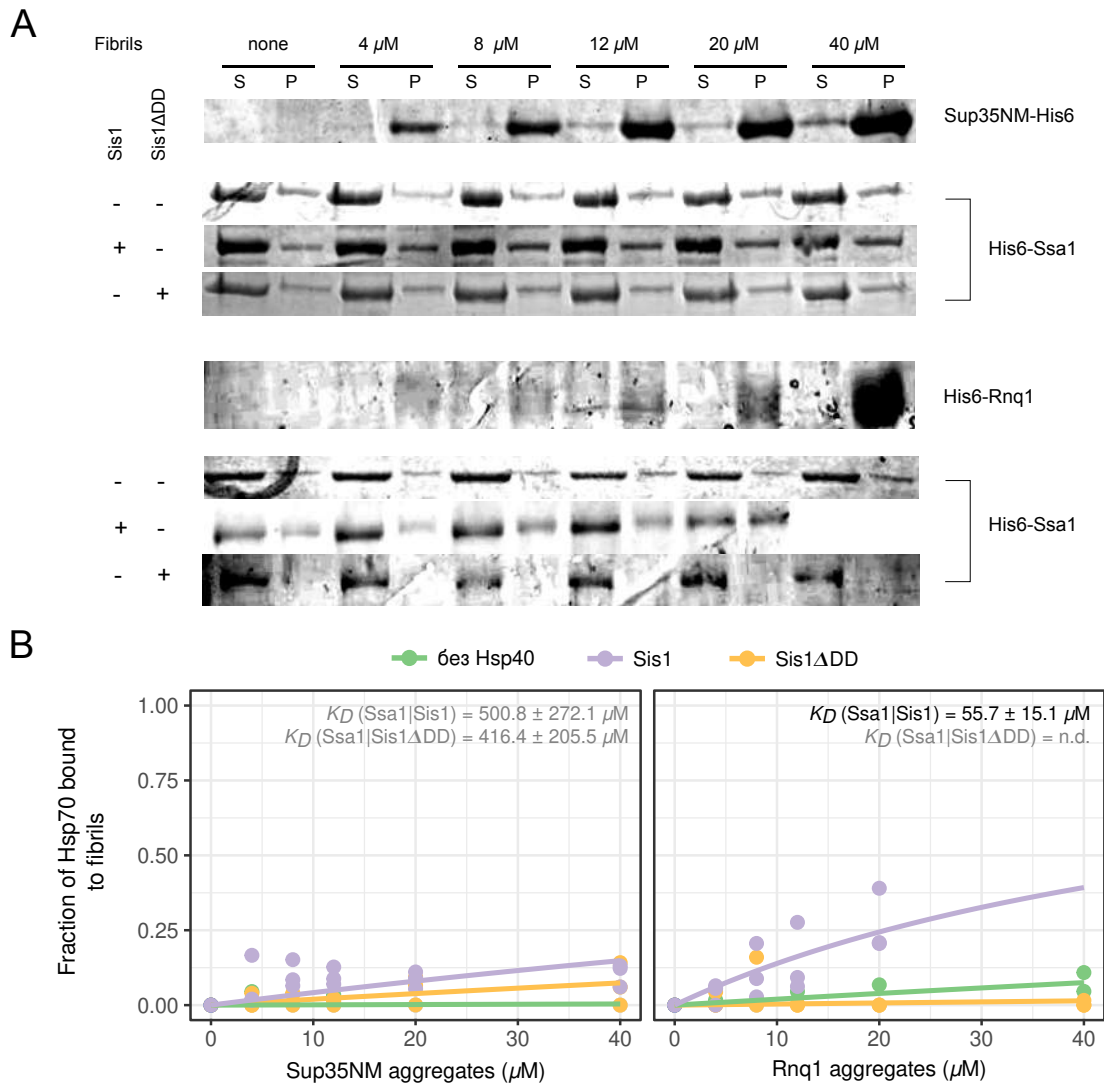 A
Fibrils none 4 µM 8 µM 12 µM 20 µM 40 µM
S P S P S P S P S P S P
Sis1 Sis1ΔDD
Sup35NM-His6
- -
+ -
- +
His6-Ssa1
His6-Rnq1
- -
+ -
- +
His6-Ssa1
B
без Hsp40 Sis1 Sis1ΔDD
Fraction of Hsp70 bound
to fibrils
1.00
0.75
0.50
0.25
0.00
KD (Ssa1|Sis1) = 500.8 ± 272.1 µM
KD (Ssa1|Sis1ΔDD) = 416.4 ± 205.5 µM
0 10 20 30 40
Sup35NM aggregates (µM)
KD (Ssa1|Sis1) = 55.7 ± 15.1 µM
KD (Ssa1|Sis1ΔDD) = n.d.
0 10 20 30 40
Rnq1 aggregates (µM)